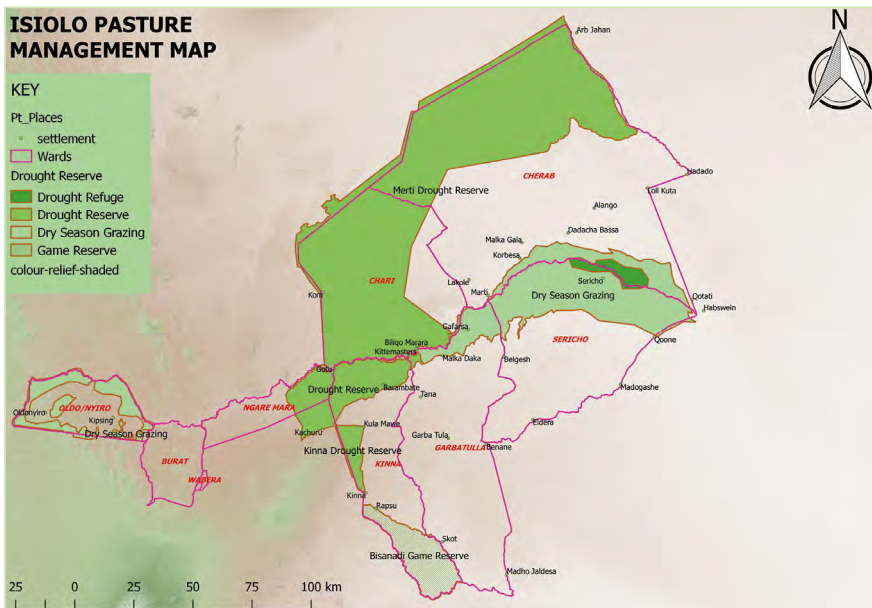 ISIOLO PASTURE
MANAGEMENT MAP
KEY
Pt_Places
settlement
Wards
Drought Reserve
Drought Refuge
Drought Reserve
Dry Season Grazing
Game Reserve
colour-relief-shaded
N
Arb Jahan
CHERAB
Hadado
Merti Drought Reserve
Loll Kuta
Alango
Dadacha Bassa
Malka Gala
Korbesa
CHARI
Lakole
Sericho
Kom
Marti
Dry Season Grazing
Qotati
Habswein
Gafarsa
SERICHO
Qoone
Biliqo Marara
Kittemasters
Malka Daka
Belgesh
Gotu
Drought Reserve
Barambate
Tana
Madogashe
OLDO/NYIRO
Oldonyiro
Kipsing
NGARE MARA
Dry Season Grazing
Kachuru
Kula Mawe
Eldera
Garba Tula
GARBATULLA
Benane
Kinna Drought Reserve
BURAT
KINNA
WABERA
Kinna
Rapsu
Skot
Bisanadi Game Reserve
Madho Jaldesa
25 0 25 50 75 100 km